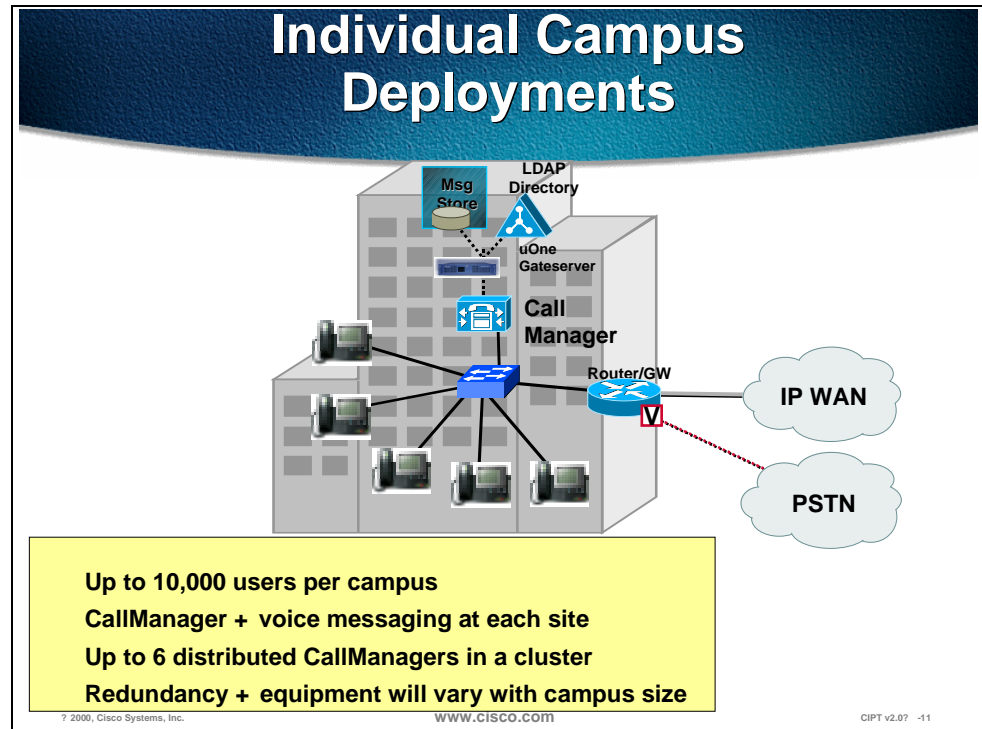 Individual Campus
Deployments
Msg
Store
LDAP
Directory
uOne
Gateserver
Call
Manager
Router/GW
V
IP WAN
PSTN
Up to 10,000 users per campus
CallManager + voice messaging at each site
Up to 6 distributed CallManagers in a cluster
Redundancy + equipment will vary with campus size
? 2000, Cisco Systems, Inc.
www.cisco.com
CIPT v2.0? -11